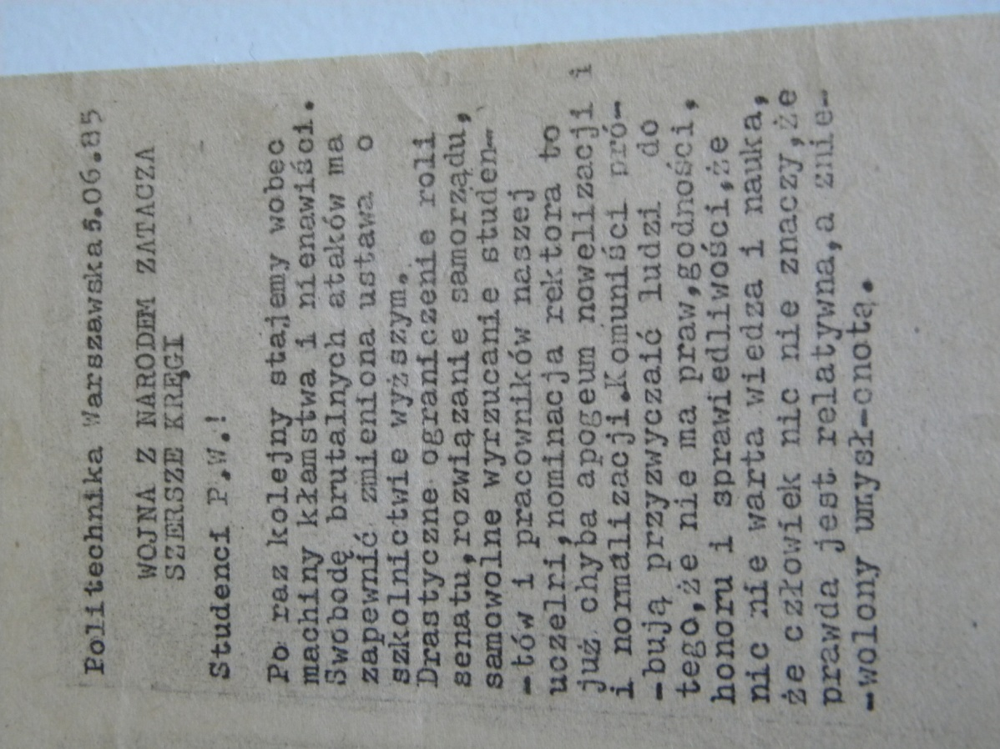 Politechnika Warszawska 5.06.85
WOJNA Z NARODEM ZATACZA
SZERSZE KRĘGI
Studenci P.W.!
Po raz kolejny stajemy wobec
machiny kłamstwa i nienawiści.
Swobodę brutalnych ataków ma
zapewnić zmieniona ustawa o
szkolnictwie wyższym.
Drastyczne ograniczenie roli
senatu,rozwiązanie samorządu,
samowolne wyrzucanie studen-
-tów i pracowników naszej
uczelri,nominacja rektora to
już chyba apogeum nowelizacji i
i normalizacji.Komuniści pró-
-bują przyzwyczaić ludzi do
tego,że nie ma praw,godności,
honoru i sprawiedliwości,że
nic nie warta wiedza i nauka,
że człowiek nic nie znaczy,że
prawda jest relatywna,a znie-
-wolony umysł-cnotą.